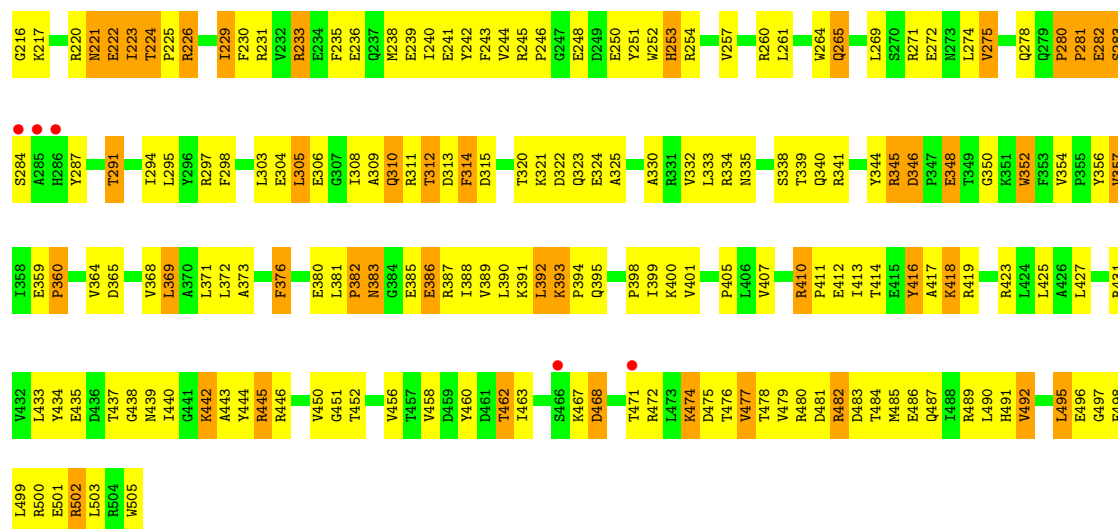 G216 K217 R220 N221 E222 I223 T224 P225 R226 I229 F230 R231 V232 R233 E234 F235 E236 Q237 M238 E239 I240 E241 Y242 F243 V244 R245 P246 G247 E248 D249 E250 Y251 W252 H253 R254 V257 R260 L261 W264 Q265 L269 S270 R271 E272 N273 L274 V275 Q278 Q279 P280 P281 E282 S283
S284 A285 H286 Y287 T291 I294 L295 Y296 R297 F298 L303 E304 L305 E306 G307 I308 A309 Q310 R311 T312 D313 F314 D315 T320 K321 D322 Q323 E324 A325 A330 R331 V332 L333 R334 N335 S338 T339 Q340 R341 Y344 R345 D346 P347 E348 T349 G350 K351 W352 F353 V354 P355 Y356
I358 E359 P360 V364 D365 V368 L369 A370 L371 L372 A373 F376 E380 L381 P382 N383 G384 E385 E386 R387 I388 V389 L390 K391 L392 K393 P394 Q395 P398 I399 K400 V401 P405 L406 V407 R410 P411 E412 I413 T414 E415 Y416 A417 K418 R419 R423 L424 L425 A426 L427
V432 L433 Y434 E435 D436 T437 G438 N439 I440 G441 K442 A443 Y444 R445 R446 V450 G451 T452 V456 T457 V458 D459 Y460 D461 T462 I463 S466 K467 D468 T471 R472 L473 K474 D475 T476 V477 T478 V479 R480 D481 R482 D483 T484 M485 E486 Q487 I488 R489 L490 H491 V492 L495 E496 G497
L499 R500 E501 R502 L503 R504 W505